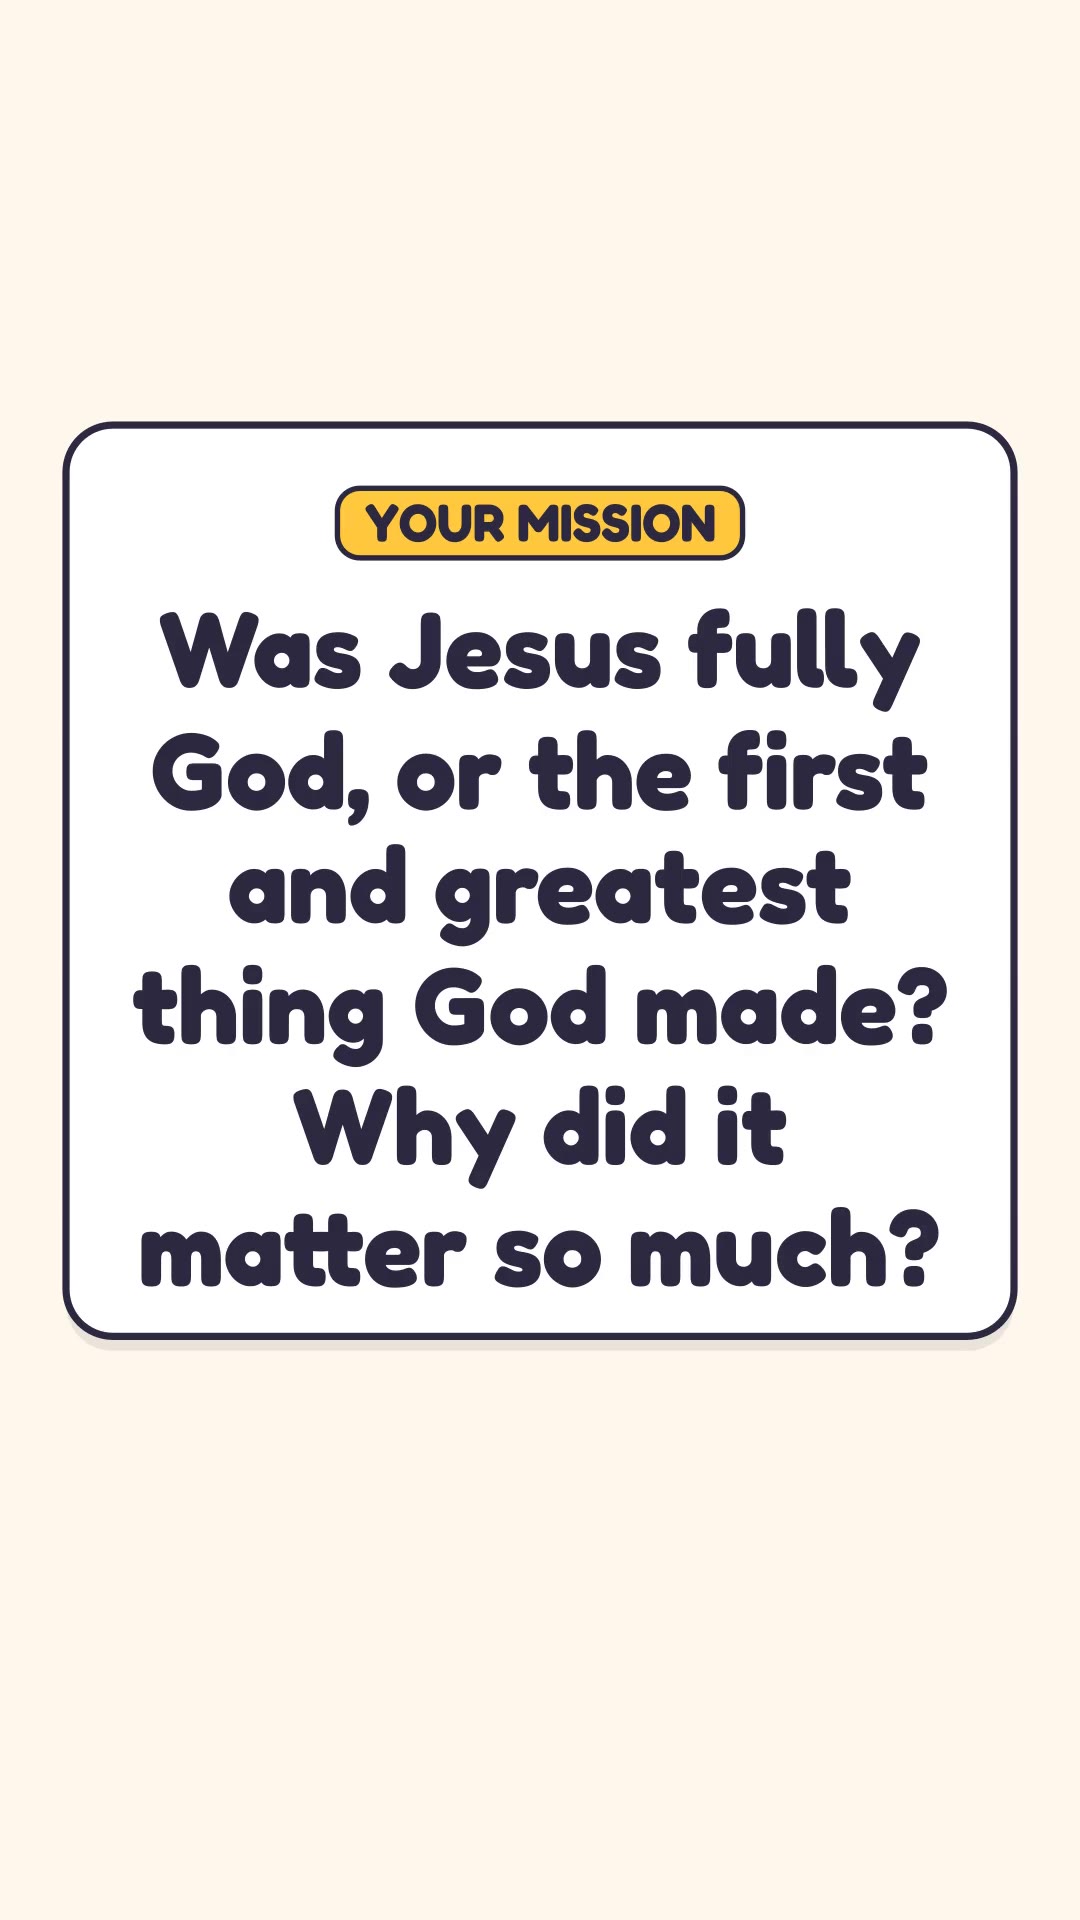 YOUR MISSION
Was Jesus fully
God, or the first
and greatest
thing God made?
Why did it
matter so much?